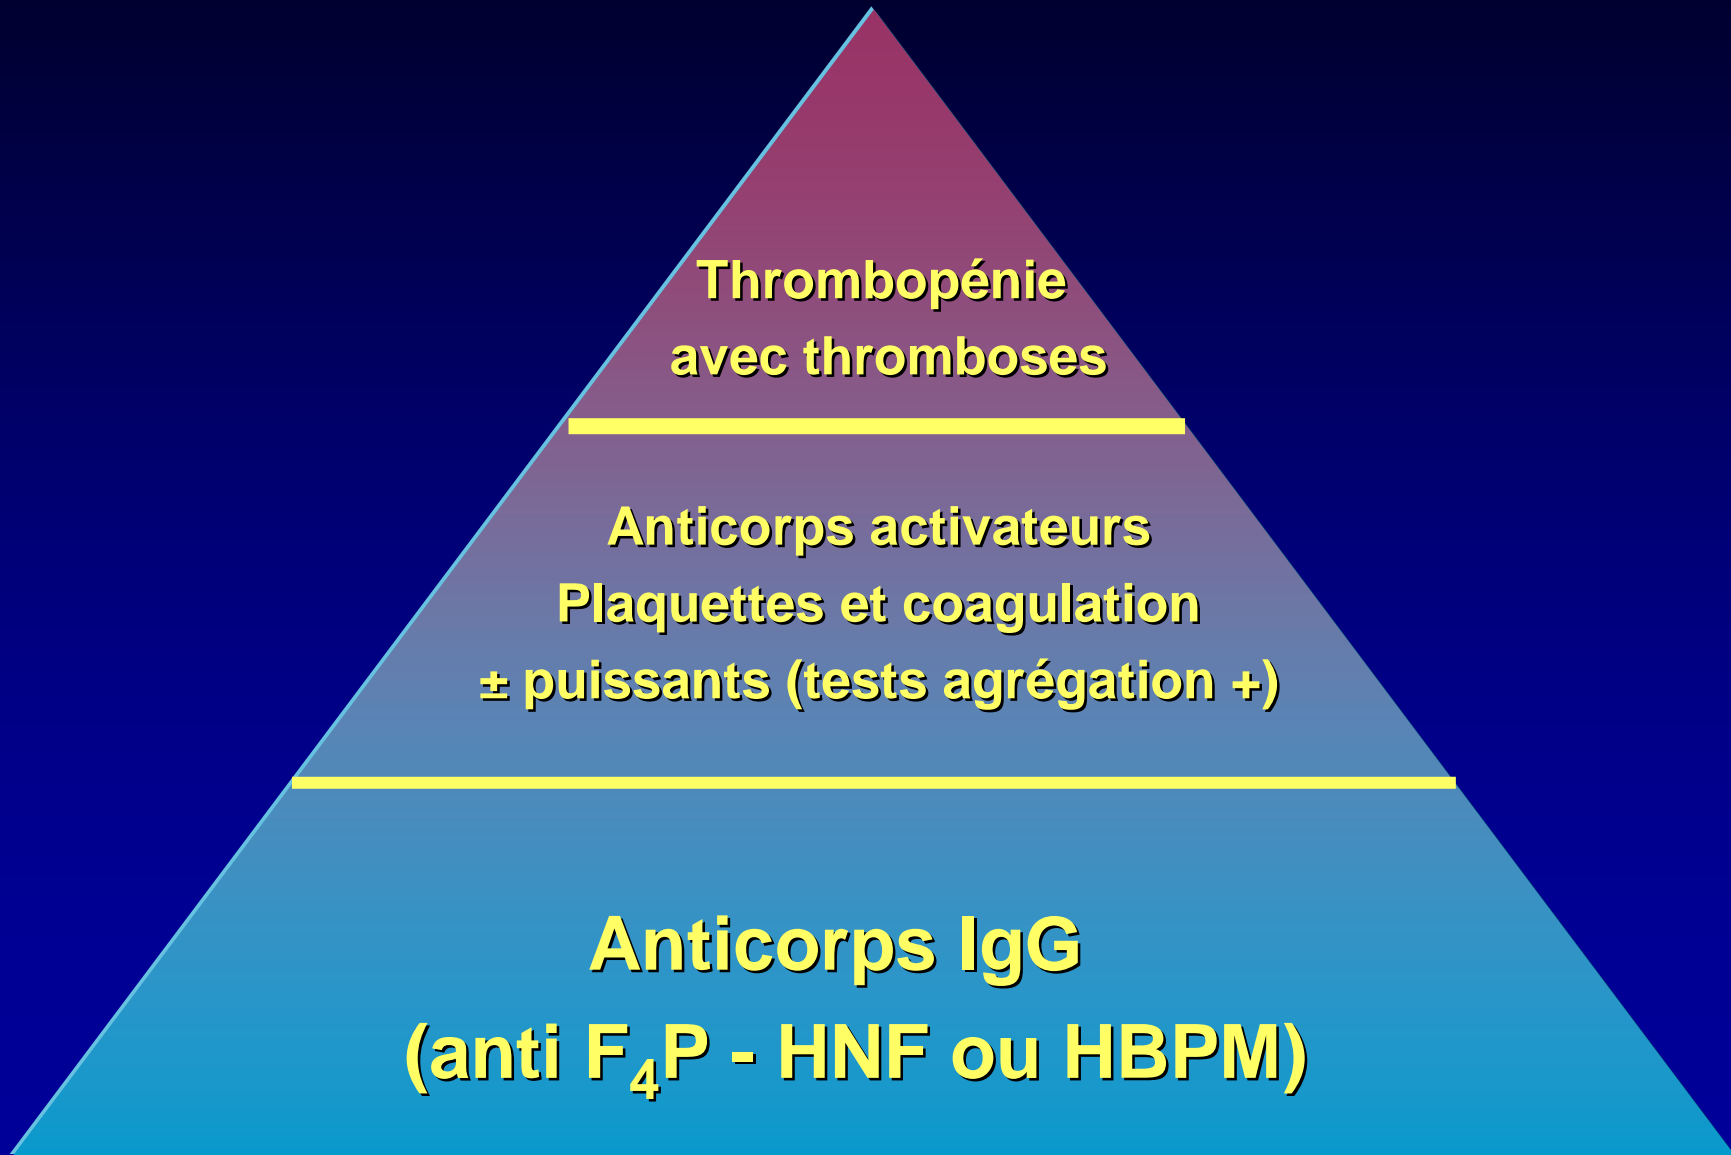 Thrombopénie
avec thromboses
Anticorps activateurs
Plaquettes et coagulation
± puissants (tests agrégation +)
Anticorps IgG
(anti F₄P - HNF ou HBPM)